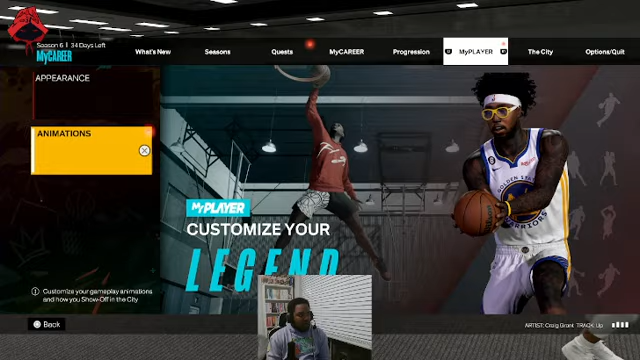 Season 6 | 34 Days Left
MyCAREER
What's New
Seasons
Quests
MyCAREER
Progression
MyPLAYER
The City
Options/Quit
APPEARANCE
ANIMATIONS
MyPLAYER
CUSTOMIZE YOUR
LEGEND
GOLDEN STATE
WARRIORS
Customize your gameplay animations
and how you Show-Off in the City
Back
ARTIST: Craig Grant TRACK: Up